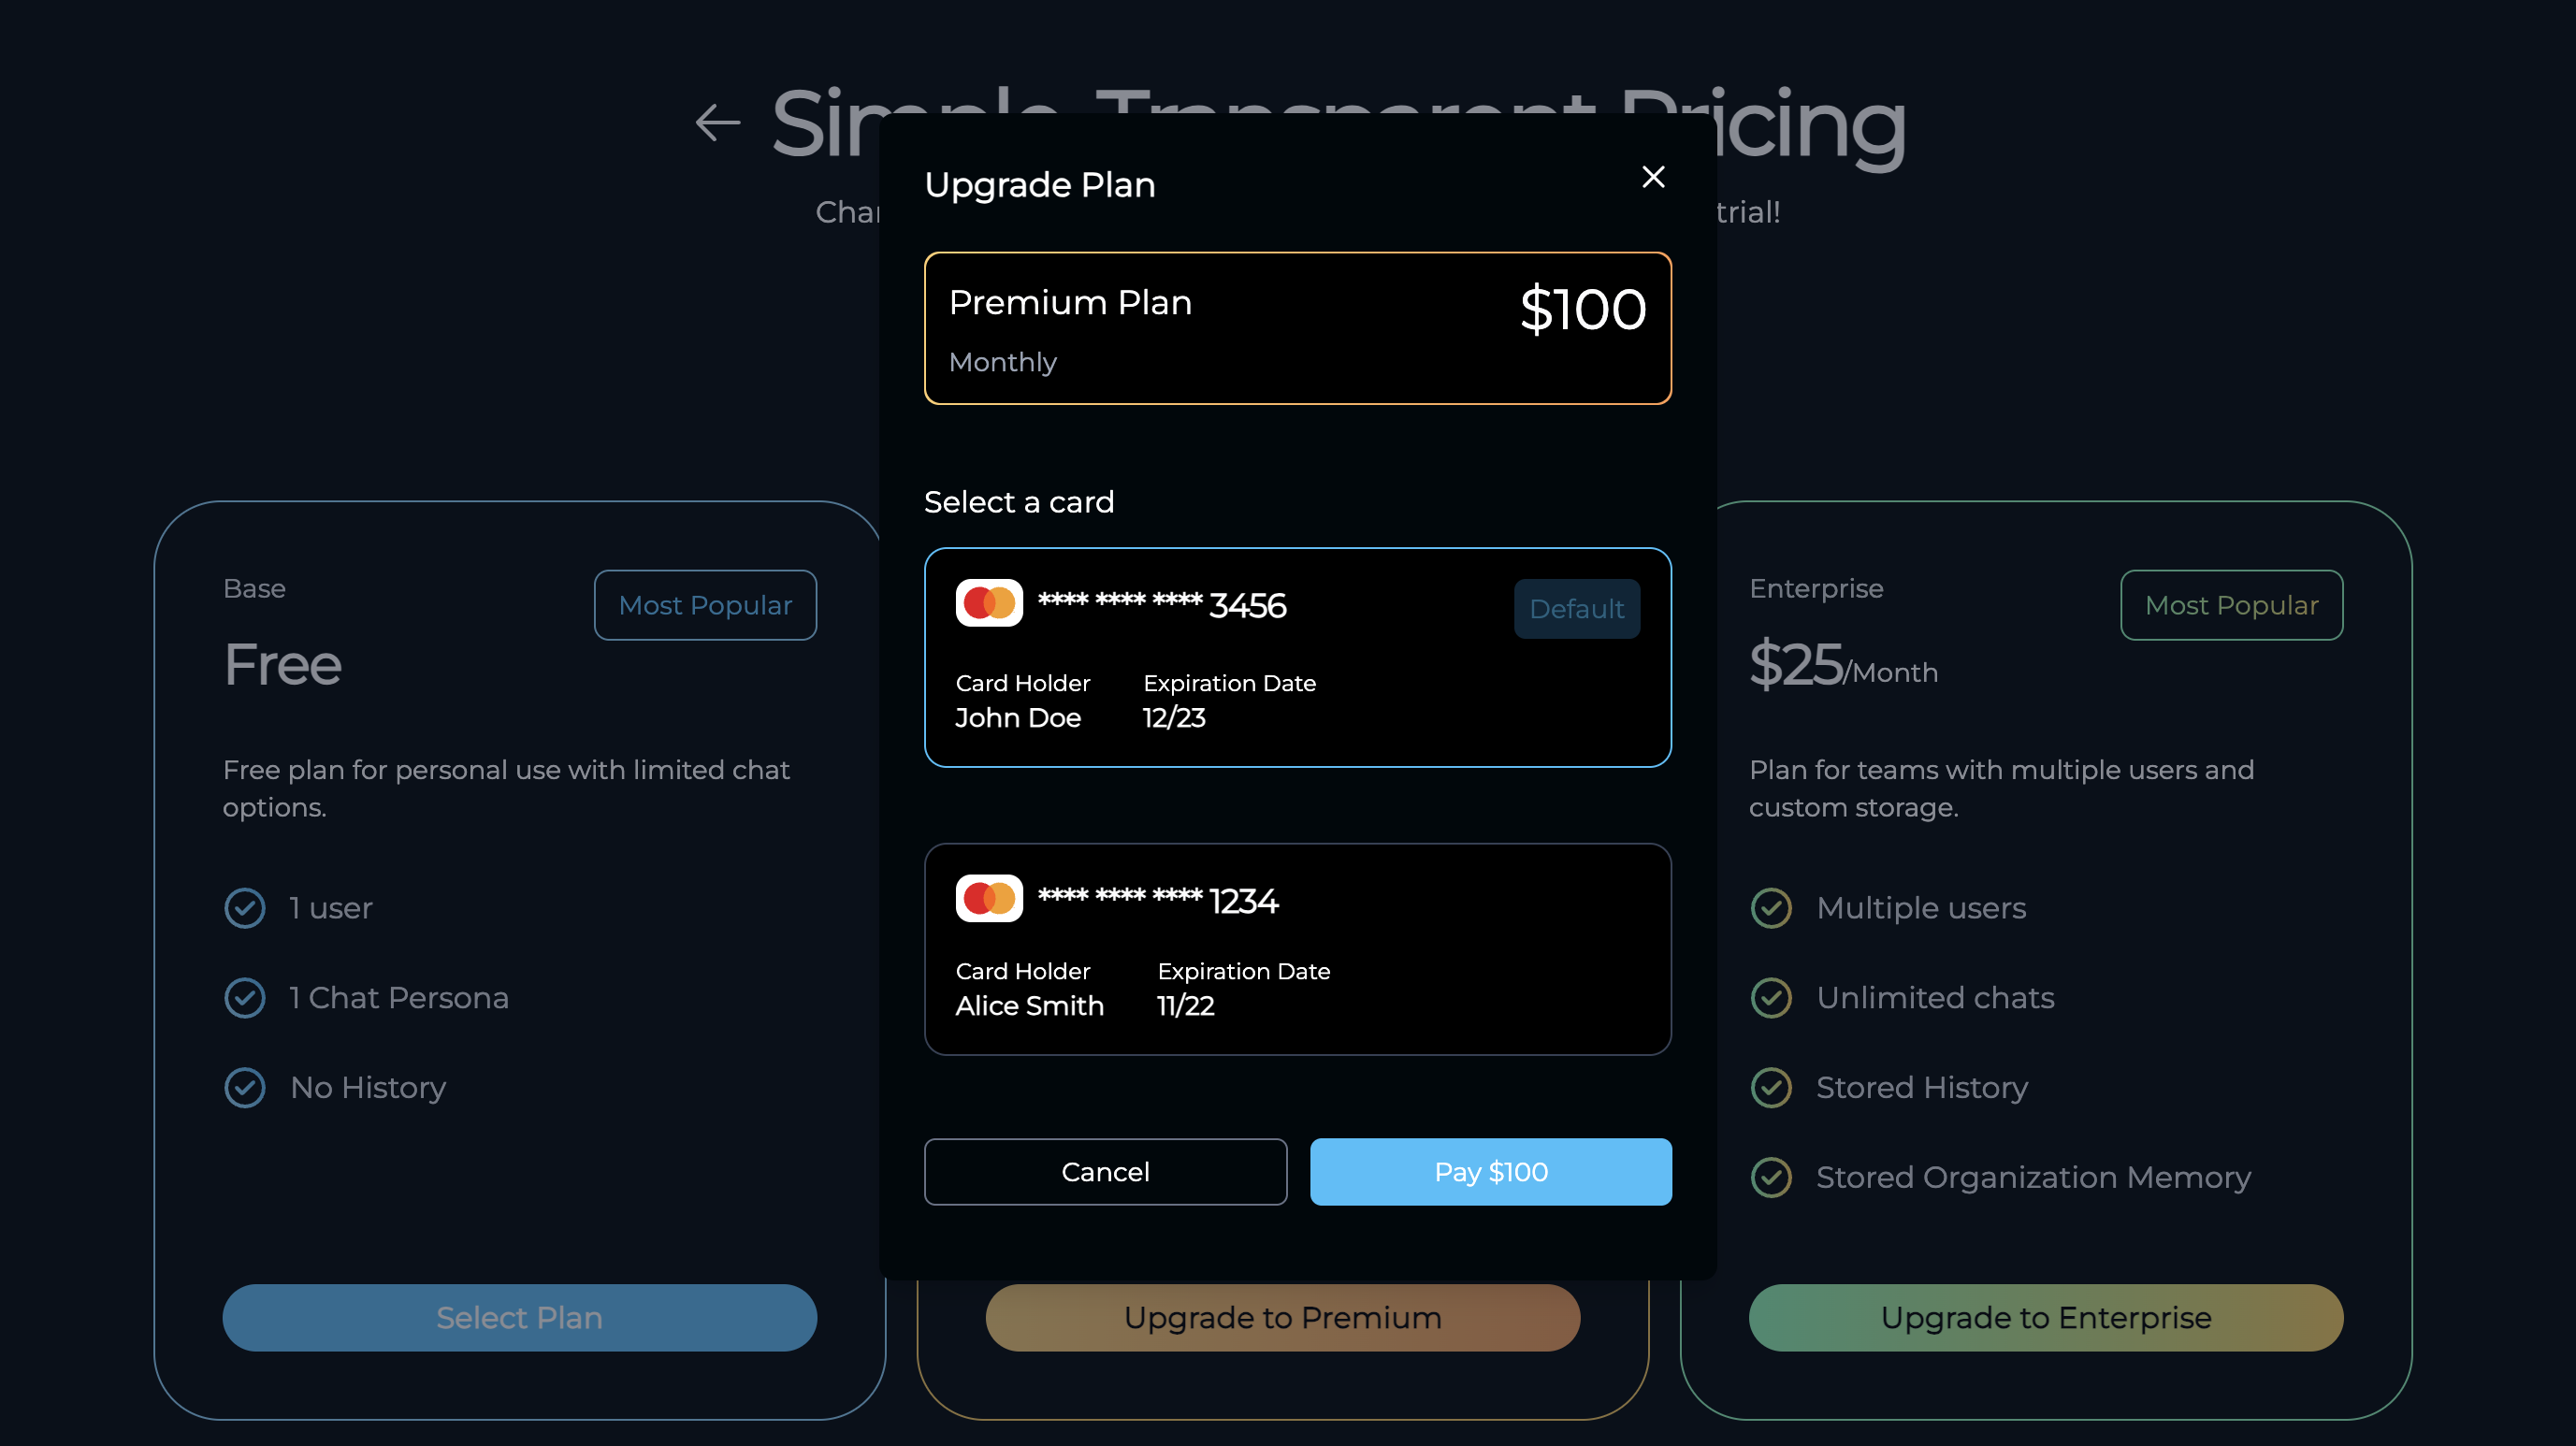 Upgrade Plan
Premium Plan
$100
Monthly
Select a card
**** **** **** 3456
Default
Card Holder
Expiration Date
John Doe
12/23
**** **** **** 1234
Card Holder
Expiration Date
Alice Smith
11/22
Cancel
Pay $100
trial!
Base
Most Popular
Free
Free plan for personal use with limited chat
options.
1 user
1 Chat Persona
No History
Select Plan
Upgrade to Premium
Enterprise
Most Popular
$25/Month
Plan for teams with multiple users and
custom storage.
Multiple users
Unlimited chats
Stored History
Stored Organization Memory
Upgrade to Enterprise